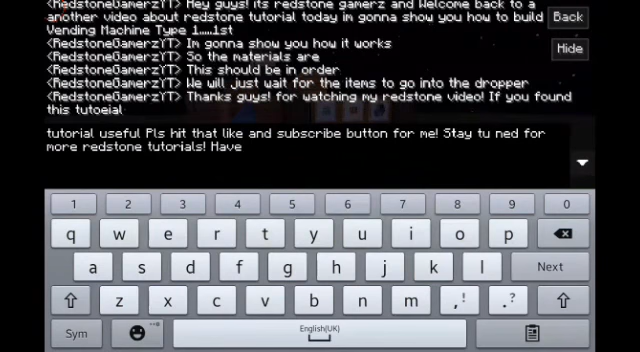 <RedstoneGamerzYT> Hey guys! its redstone gamerz and Welcome back to a
another video about redstone tutorial today im gonna show you how to build
Vending Machine Type 1.....1st
<RedstoneGamerzYT> Im gonna show you how it works
<RedstoneGamerzYT> So the materials are
<RedstoneGamerzYT> This should be in order
<RedstoneGamerzYT> We will just wait for the items to go into the dropper
<RedstoneGamerzYT> Thanks guys! for watching my redstone video! If you found
this tutoeial
Back
Hide
tutorial useful Pls hit that like and subscribe button for me! Stay tu ned for
more redstone tutorials! Have
1 2 3 4 5 6 7 8 9 0
q w e r t y u i o p
a s d f g h j k l Next
z x c v b n m ,! .?
Sym English(UK)